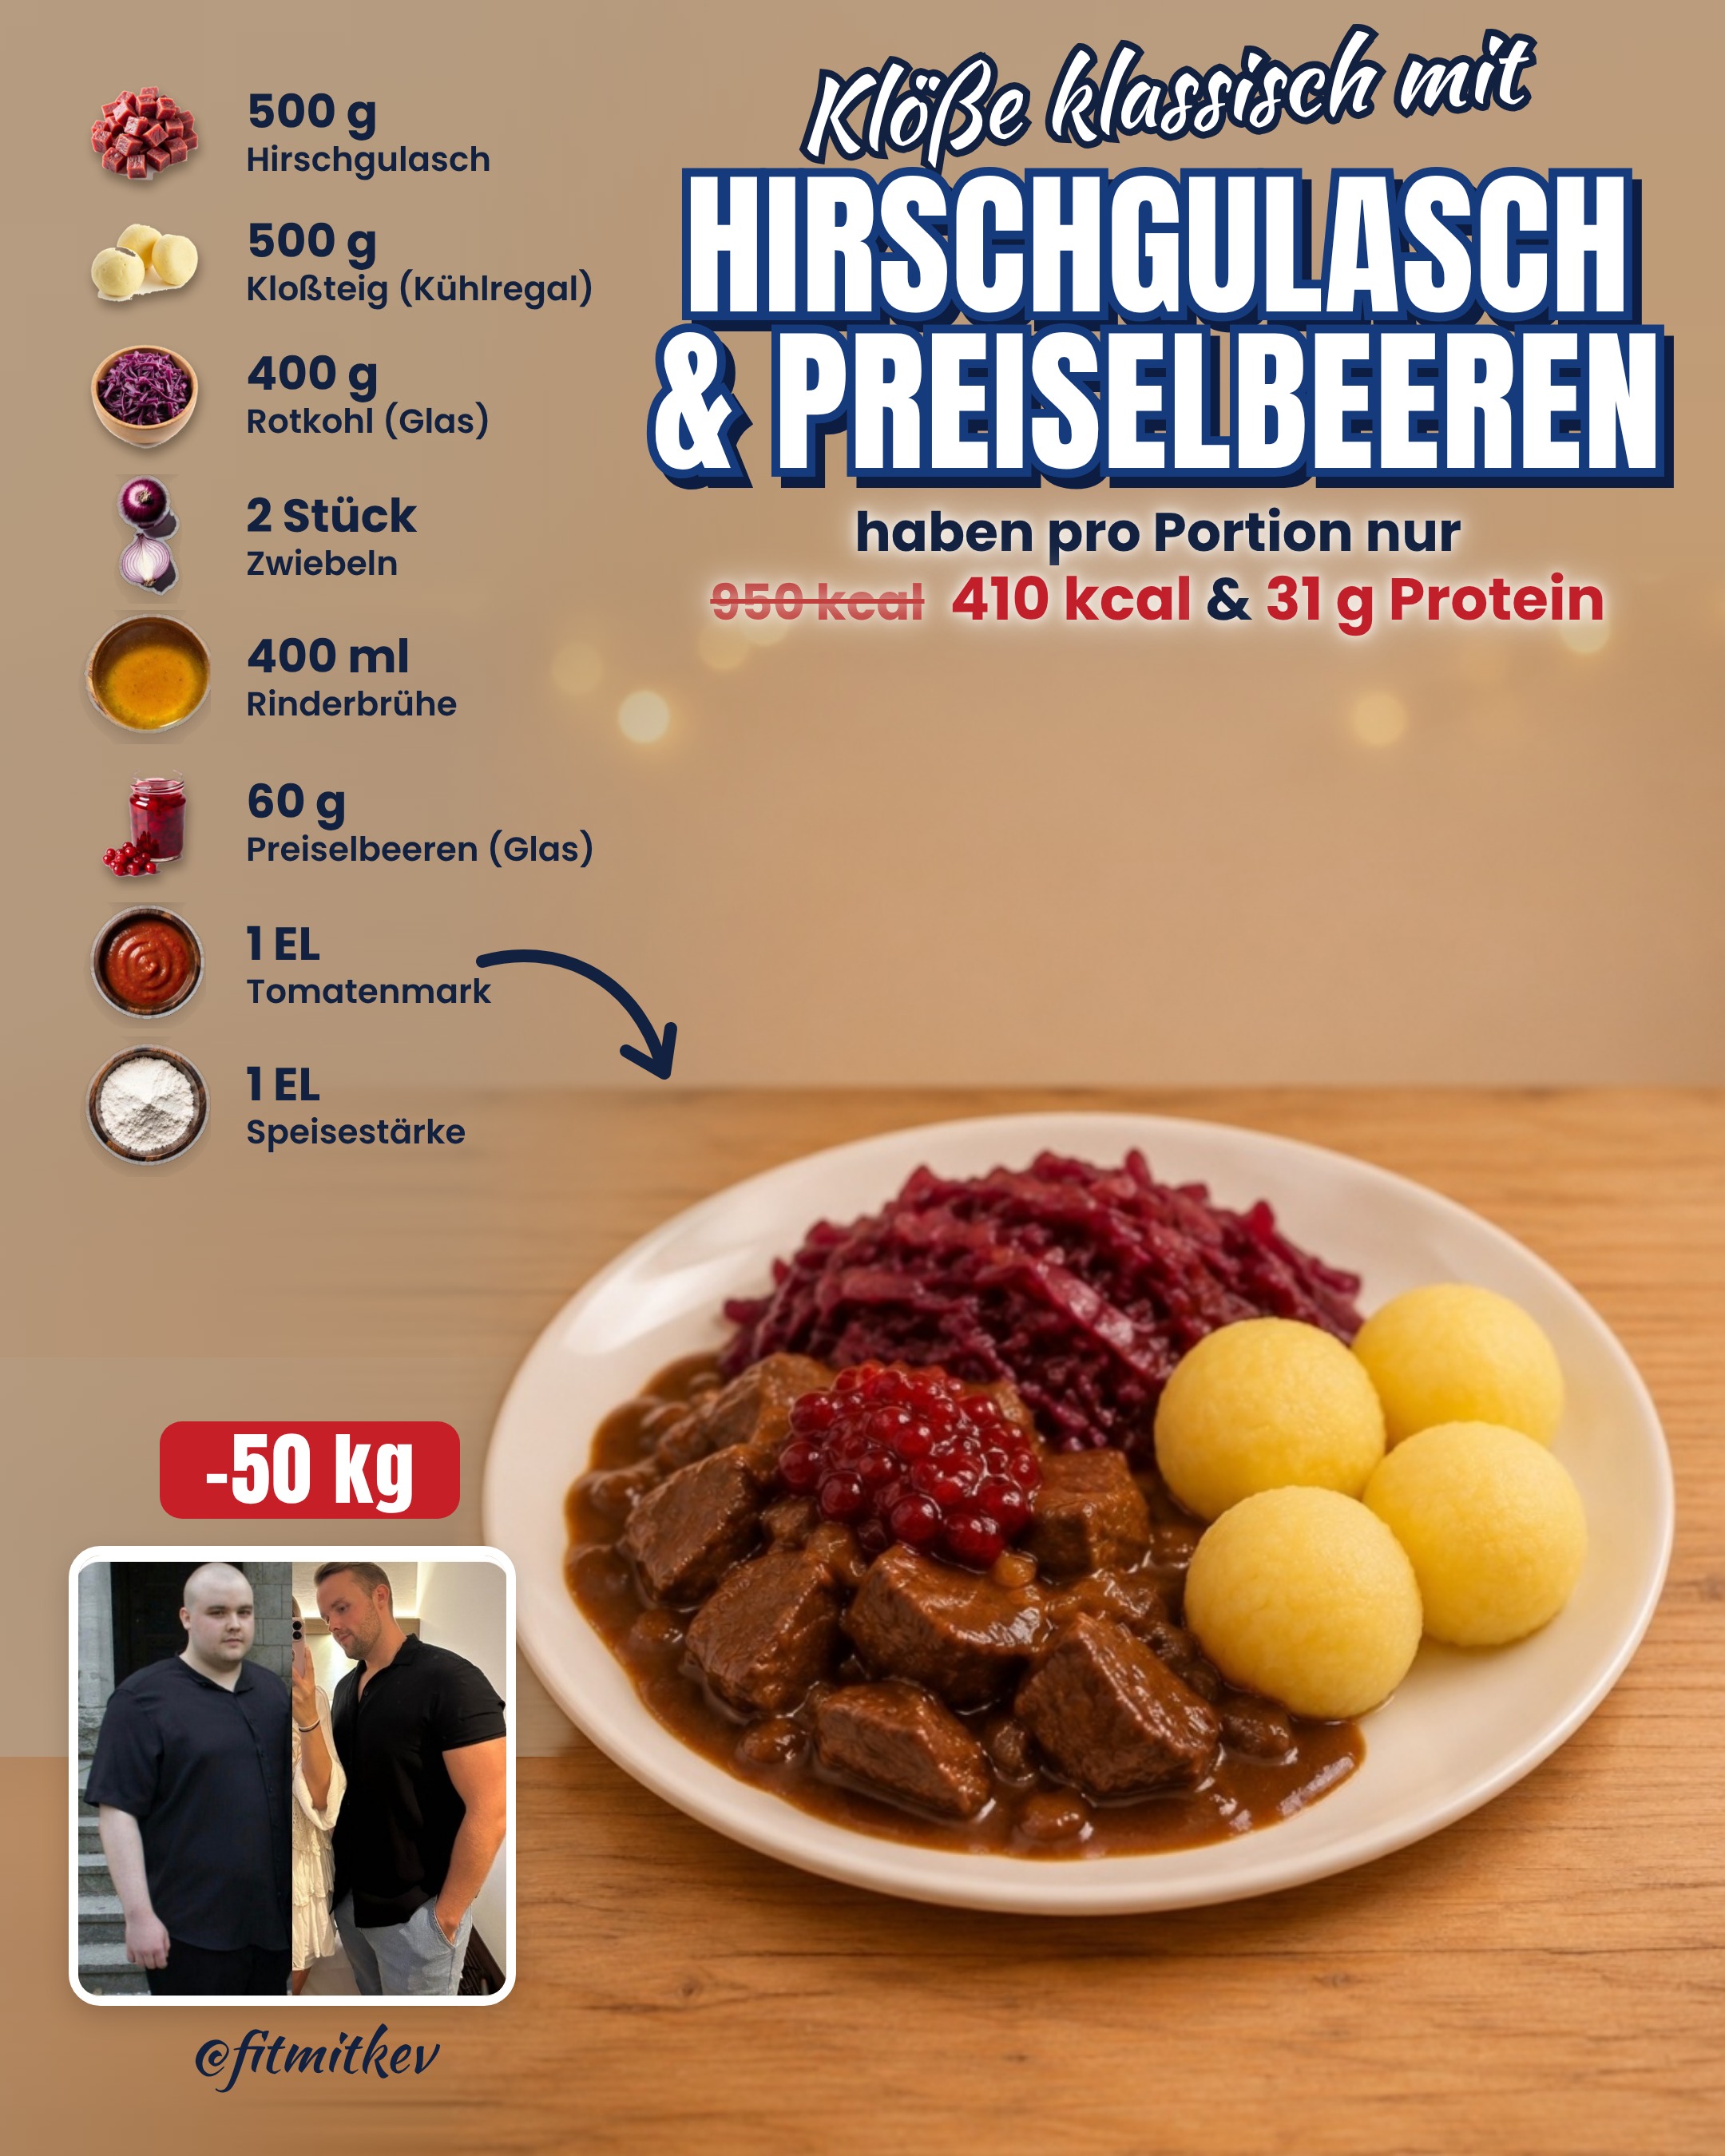 Klöße klassisch mit
HIRSCHGULASCH
& PREISELBEEREN
haben pro Portion nur
950 kcal 410 kcal & 31 g Protein
500 g
Hirschgulasch
500 g
Kloßteig (Kühlregal)
400 g
Rotkohl (Glas)
2 Stück
Zwiebeln
400 ml
Rinderbrühe
60 g
Preiselbeeren (Glas)
1 EL
Tomatenmark
1 EL
Speisestärke
-50 kg
@fitmitkev